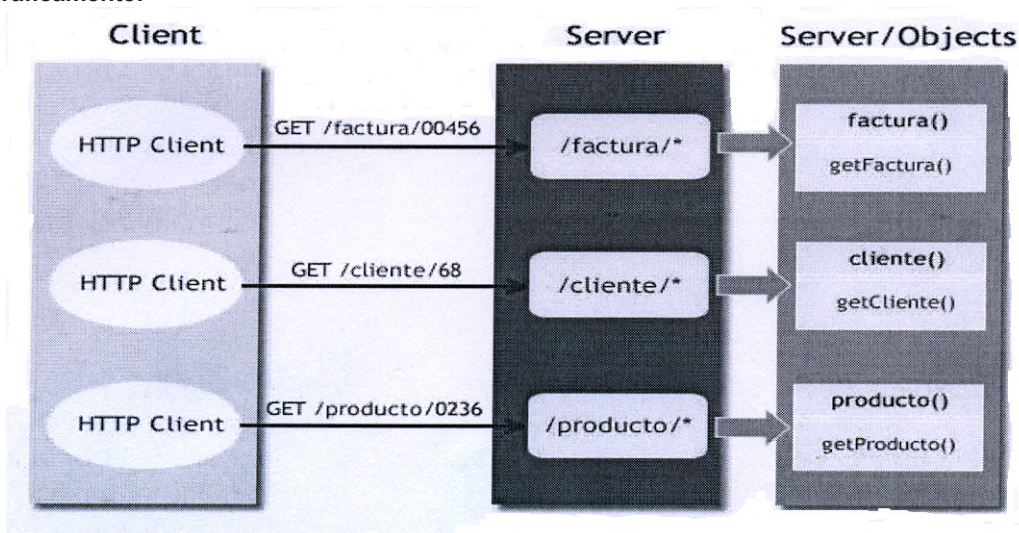 Client
Server
Server/Objects
HTTP Client
GET /factura/00456
/factura/*
factura()
getFactura()
HTTP Client
GET /cliente/68
/cliente/*
cliente()
getCliente()
HTTP Client
GET /producto/0236
/producto/*
producto()
getProducto()